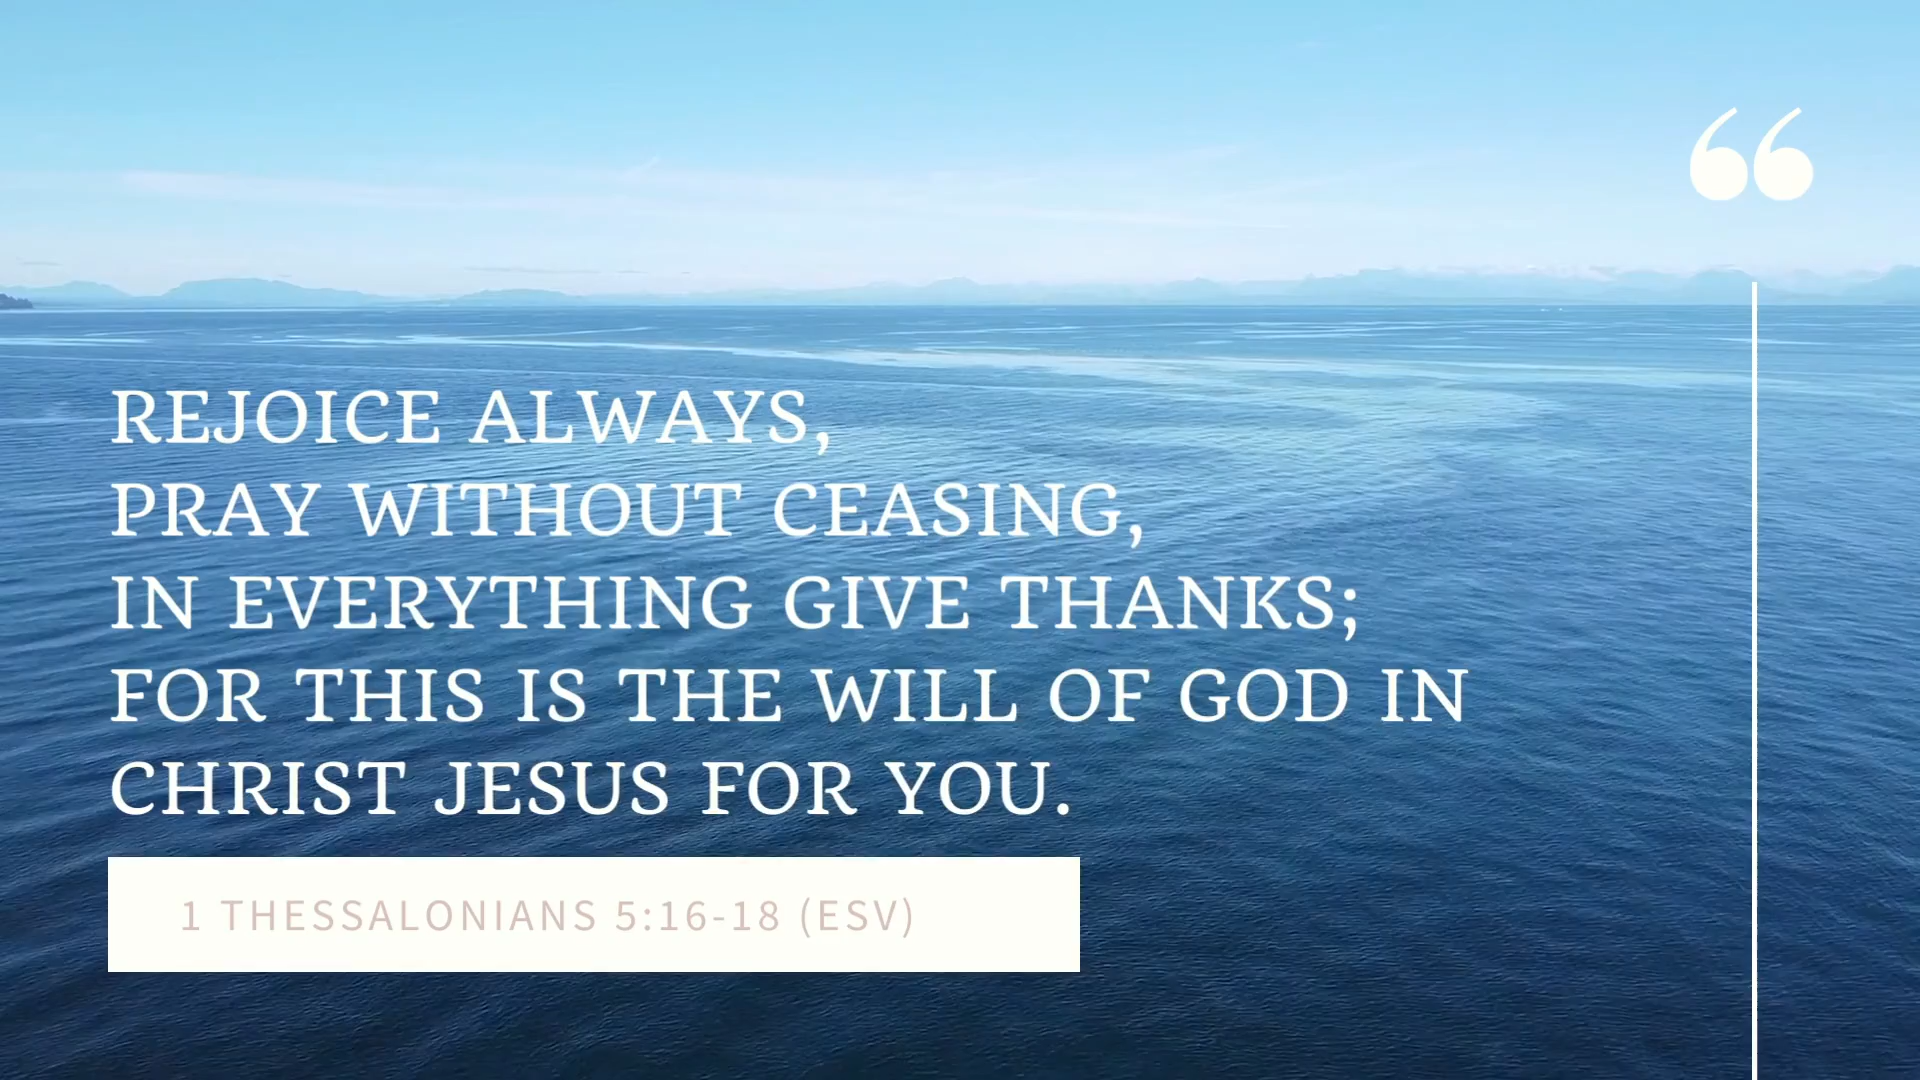 “
REJOICE ALWAYS,
PRAY WITHOUT CEASING,
IN EVERYTHING GIVE THANKS;
FOR THIS IS THE WILL OF GOD IN
CHRIST JESUS FOR YOU.
1 THESSALONIANS 5:16-18 (ESV)